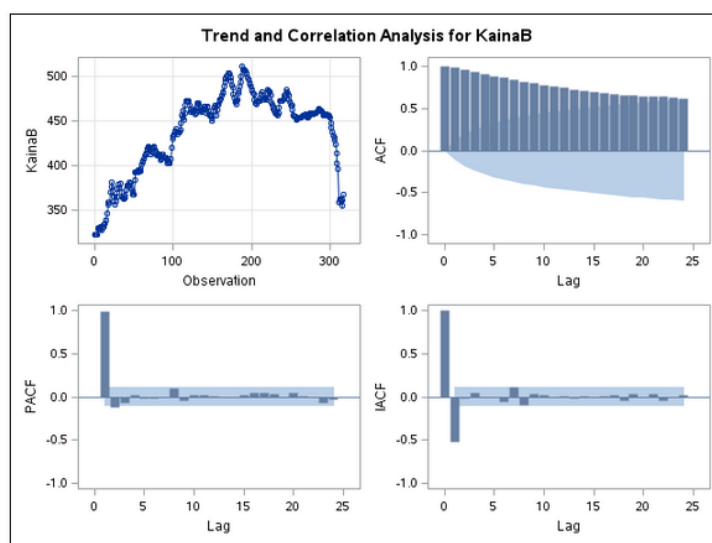 Trend and Correlation Analysis for KainaB
500
450
400
350
KainaB
0 100 200 300
Observation
1.0
0.5
0.0
-0.5
-1.0
ACF
0 5 10 15 20 25
Lag
1.0
0.5
0.0
-0.5
-1.0
PACF
0 5 10 15 20 25
Lag
1.0
0.5
0.0
-0.5
-1.0
IACF
0 5 10 15 20 25
Lag